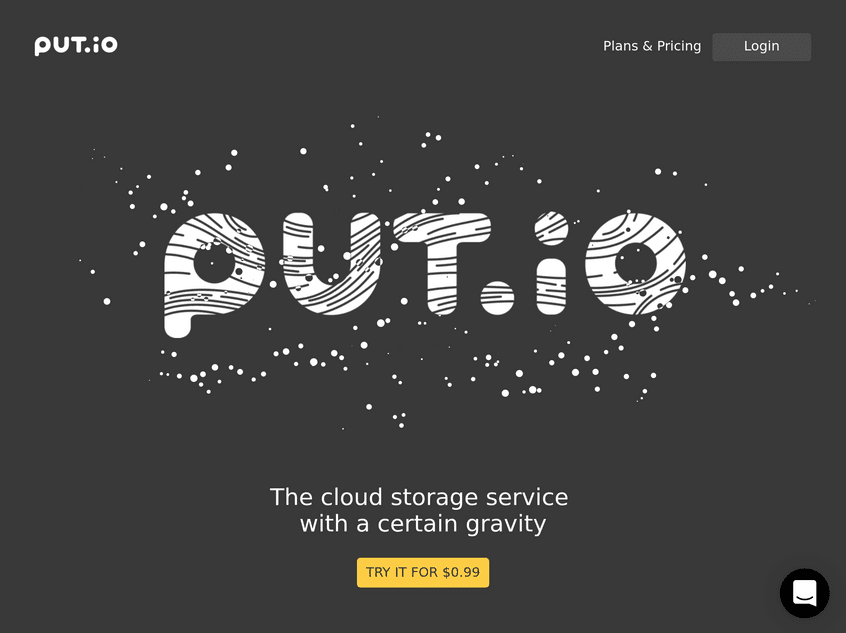 put.io
Plans & Pricing
Login
put.io
The cloud storage service
with a certain gravity
TRY IT FOR $0.99